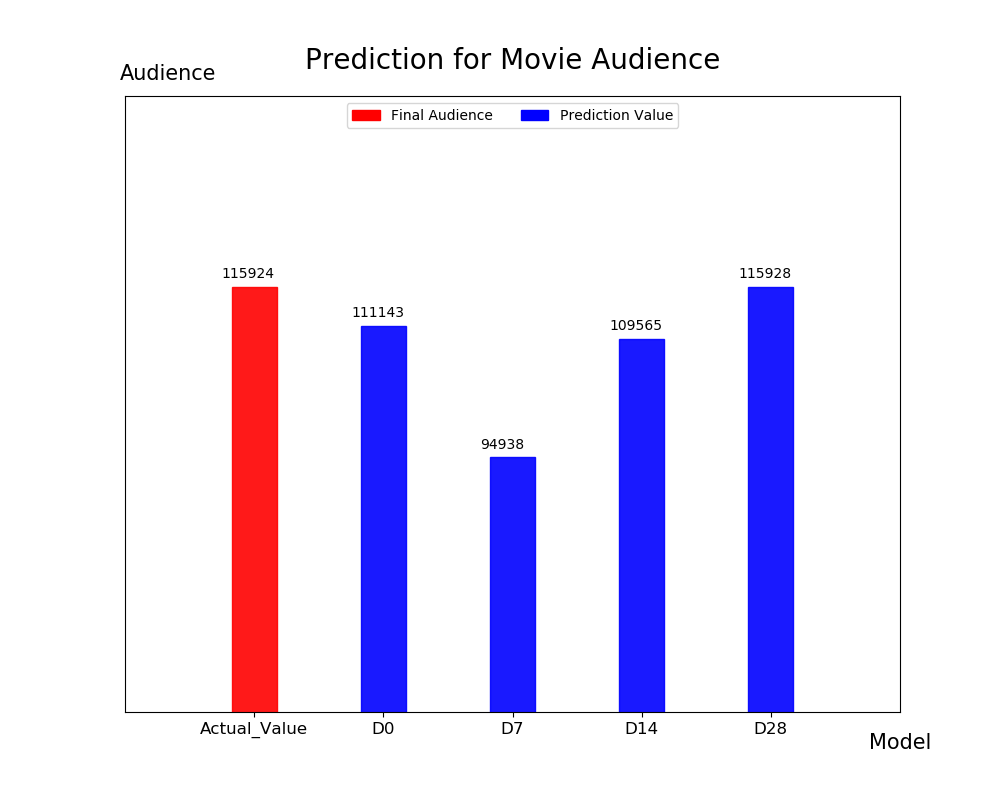 Prediction for Movie Audience
Audience
Final Audience
Prediction Value
115924
111143
94938
109565
115928
Actual_Value
D0
D7
D14
D28
Model